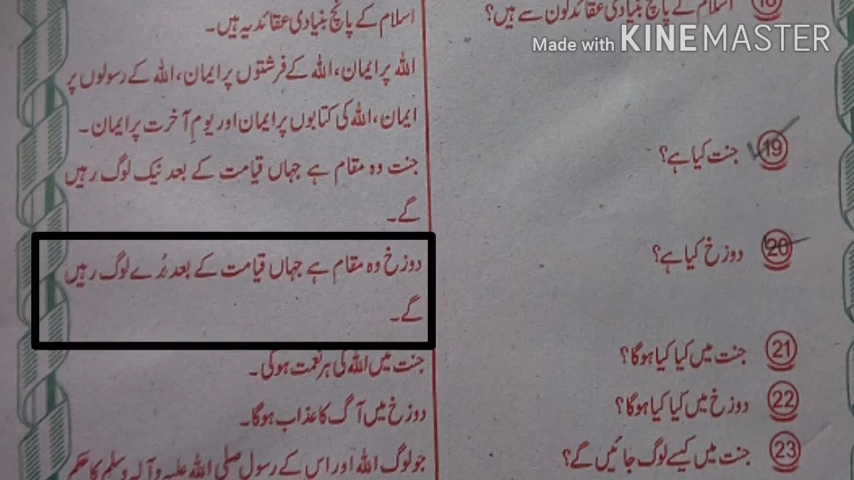 اسلام کے پانچ بنیادی عقائد کون سے ہیں؟
Made with KINEMASTER
اسلام کے پانچ بنیادی عقائد یہ ہیں۔
اللہ پر ایمان، اللہ کے فرشتوں پر ایمان، اللہ کے رسولوں پر
ایمان، اللہ کی کتابوں پر ایمان اور یومِ آخرت پر ایمان۔
19 جنت کیا ہے؟
جنت وہ مقام ہے جہاں قیامت کے بعد نیک لوگ رہیں
گے۔
20 دوزخ کیا ہے؟
دوزخ وہ مقام ہے جہاں قیامت کے بعد بُرے لوگ رہیں
گے۔
21 جنت میں کیا کیا ہوگا؟
جنت میں اللہ کی ہر نعمت ہوگی۔
22 دوزخ میں کیا کیا ہوگا؟
دوزخ میں آگ کا عذاب ہوگا۔
23 جنت میں کیسے لوگ جائیں گے؟
جو لوگ اللہ اور اس کے رسول صلی اللہ علیہ وآلہ وسلم کا حکم